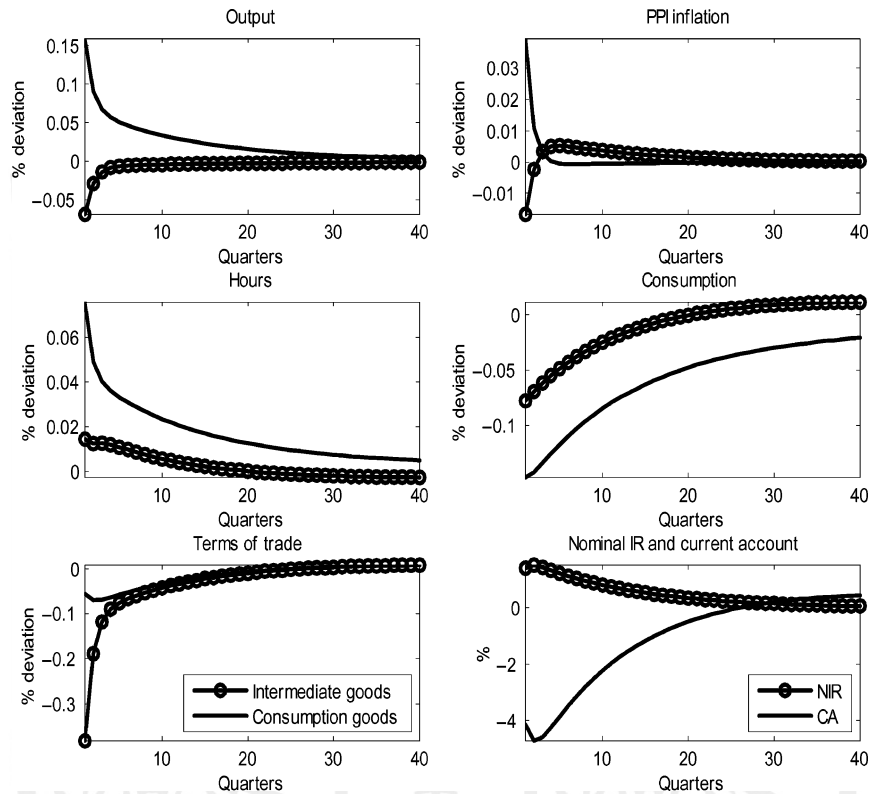 Output
PPI inflation
0.15
0.1
0.05
0
−0.05
% deviation
10 20 30 40
Quarters
0.03
0.02
0.01
0
−0.01
% deviation
10 20 30 40
Quarters
Hours
Consumption
0.06
0.04
0.02
0
% deviation
10 20 30 40
Quarters
0
−0.05
−0.1
% deviation
10 20 30 40
Quarters
Terms of trade
Nominal IR and current account
0
−0.1
−0.2
−0.3
% deviation
Intermediate goods
Consumption goods
10 20 30 40
Quarters
0
−2
−4
%
NIR
CA
10 20 30 40
Quarters